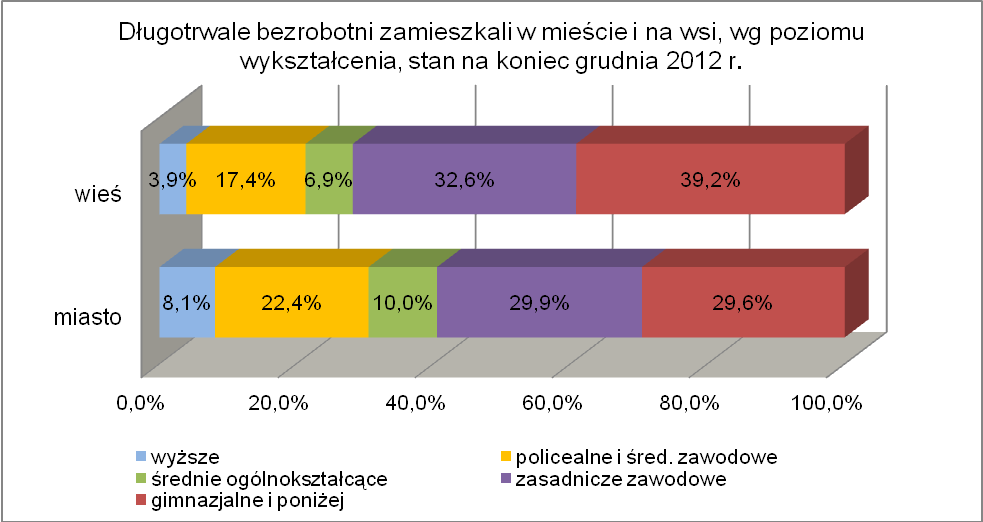 Długotrwale bezrobotni zamieszkali w mieście i na wsi, wg poziomu
wykształcenia, stan na koniec grudnia 2012 r.
wieś
3,9% 17,4% 6,9% 32,6% 39,2%
miasto
8,1% 22,4% 10,0% 29,9% 29,6%
0,0% 20,0% 40,0% 60,0% 80,0% 100,0%
wyższe policealne i śred. zawodowe
średnie ogólnokształcące zasadnicze zawodowe
gimnazjalne i poniżej